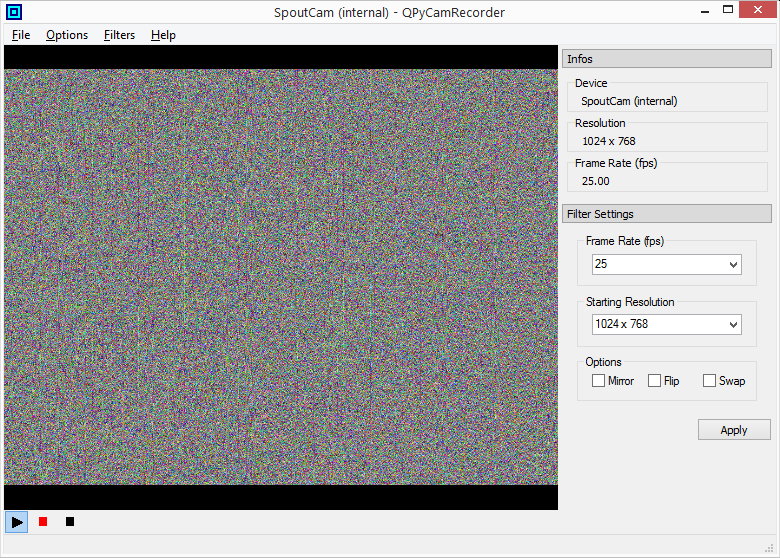 SpoutCam (internal) - QPyCamRecorder
File Options Filters Help
Infos
Device
SpoutCam (internal)
Resolution
1024 x 768
Frame Rate (fps)
25.00
Filter Settings
Frame Rate (fps)
25
Starting Resolution
1024 x 768
Options
Mirror Flip Swap
Apply